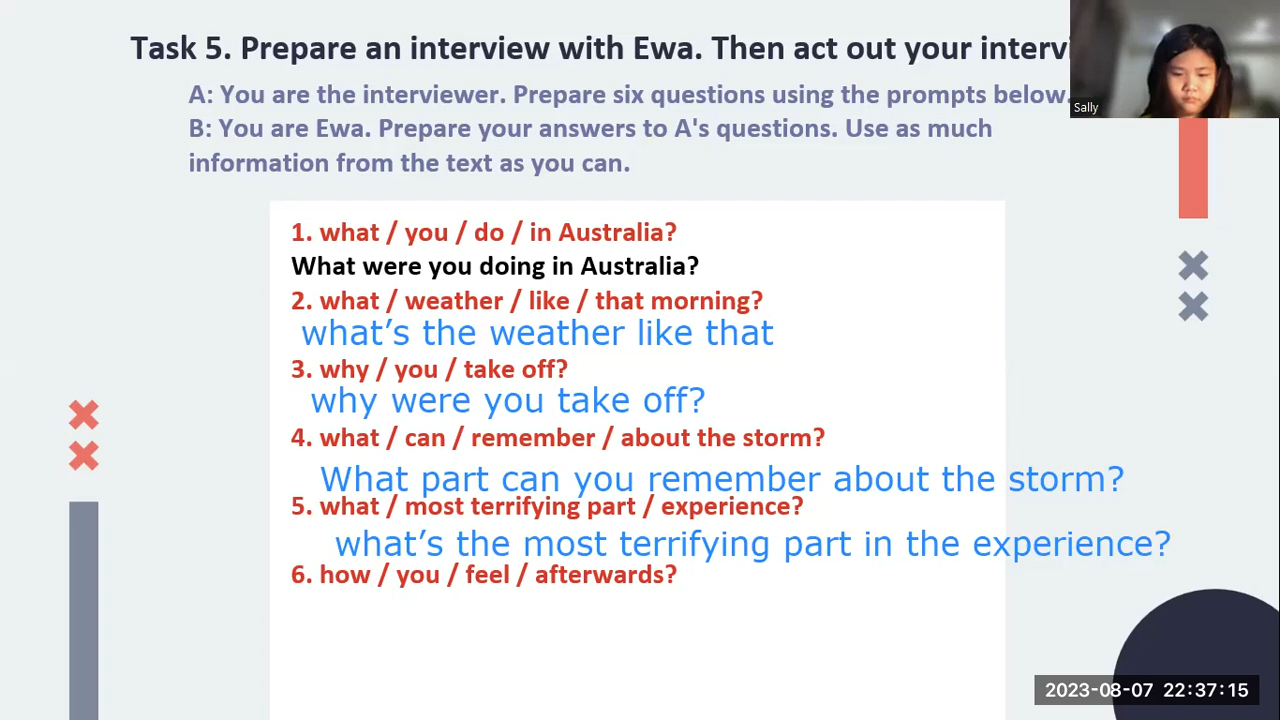 Task 5. Prepare an interview with Ewa. Then act out your intervi
Sally
A: You are the interviewer. Prepare six questions using the prompts below.
B: You are Ewa. Prepare your answers to A's questions. Use as much
information from the text as you can.
1. what / you / do / in Australia?
What were you doing in Australia?
2. what / weather / like / that morning?
what’s the weather like that
3. why / you / take off?
why were you take off?
4. what / can / remember / about the storm?
What part can you remember about the storm?
5. what / most terrifying part / experience?
what’s the most terrifying part in the experience?
6. how / you / feel / afterwards?
2023-08-07 22:37:15